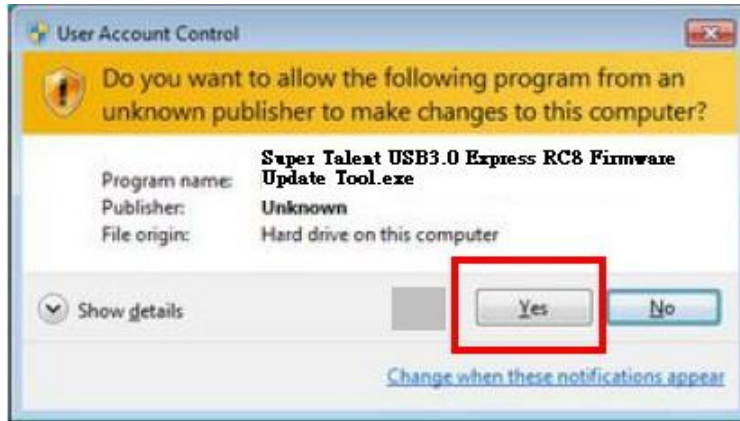 User Account Control
Do you want to allow the following program from an
unknown publisher to make changes to this computer?
Program name: Super Talent USB3.0 Express RC8 Firmware
Update Tool.exe
Publisher: Unknown
File origin: Hard drive on this computer
Show details
Yes
No
Change when these notifications appear